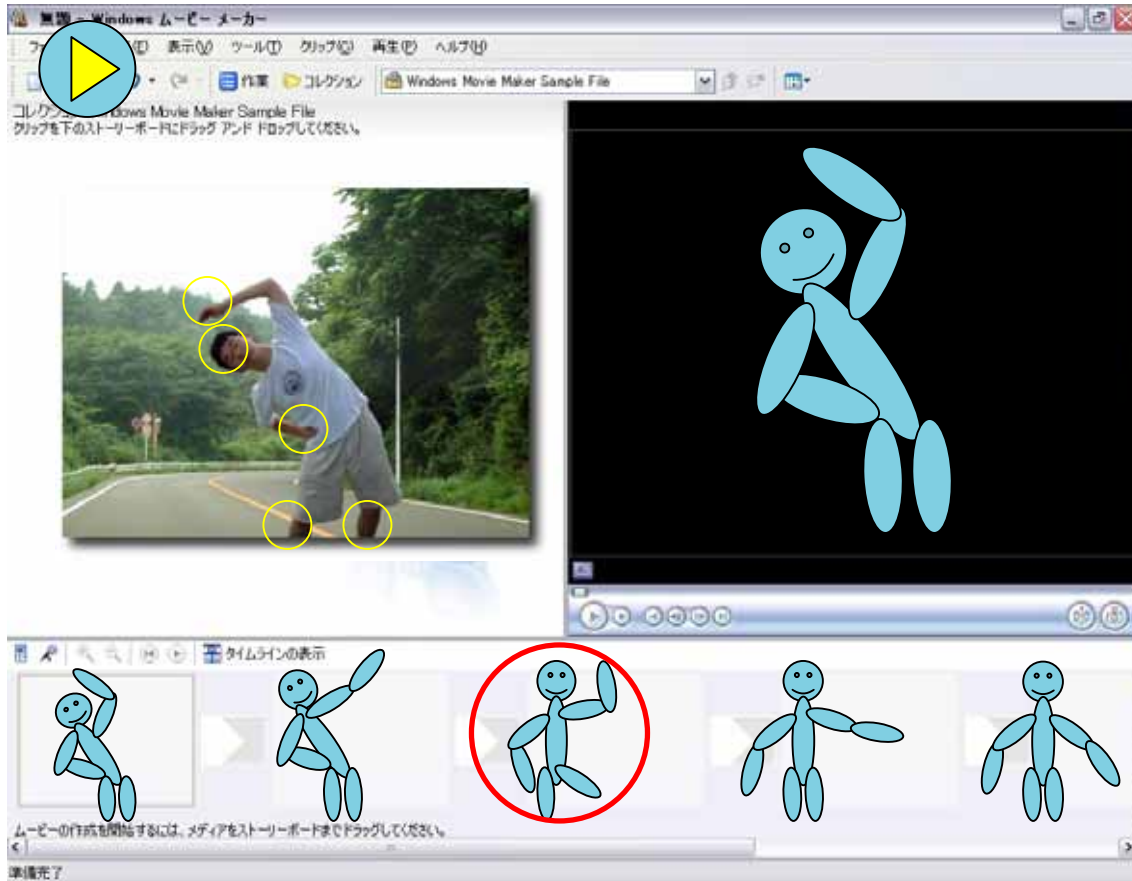 無題 - Windows ムービー メーカー
表示(V) ツール(T) クリップ(C) 再生(P) ヘルプ(H)
作業 コレクション Windows Movie Maker Sample File
Movie Maker Sample File
クリップを下のストーリーボードにドラッグ アンド ドロップしてください。
タイムラインの表示
ムービーの作成を開始するには、メディアをストーリーボードまでドラッグしてください。
準備完了